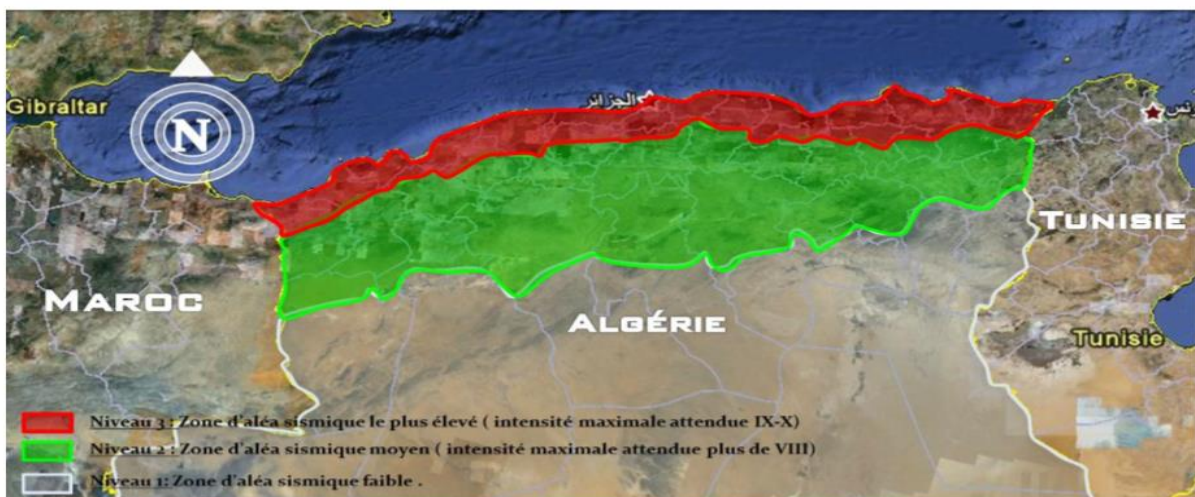 Gibraltar
الجزائر
N
تونس
TUNISIE
MAROC
ALGÉRIE
Tunisie
Niveau 3 : Zone d'aléa sismique le plus élevé ( intensité maximale attendue IX-X)
Niveau 2 : Zone d'aléa sismique moyen ( intensité maximale attendue plus de VIII)
Niveau 1: Zone d'aléa sismique faible .